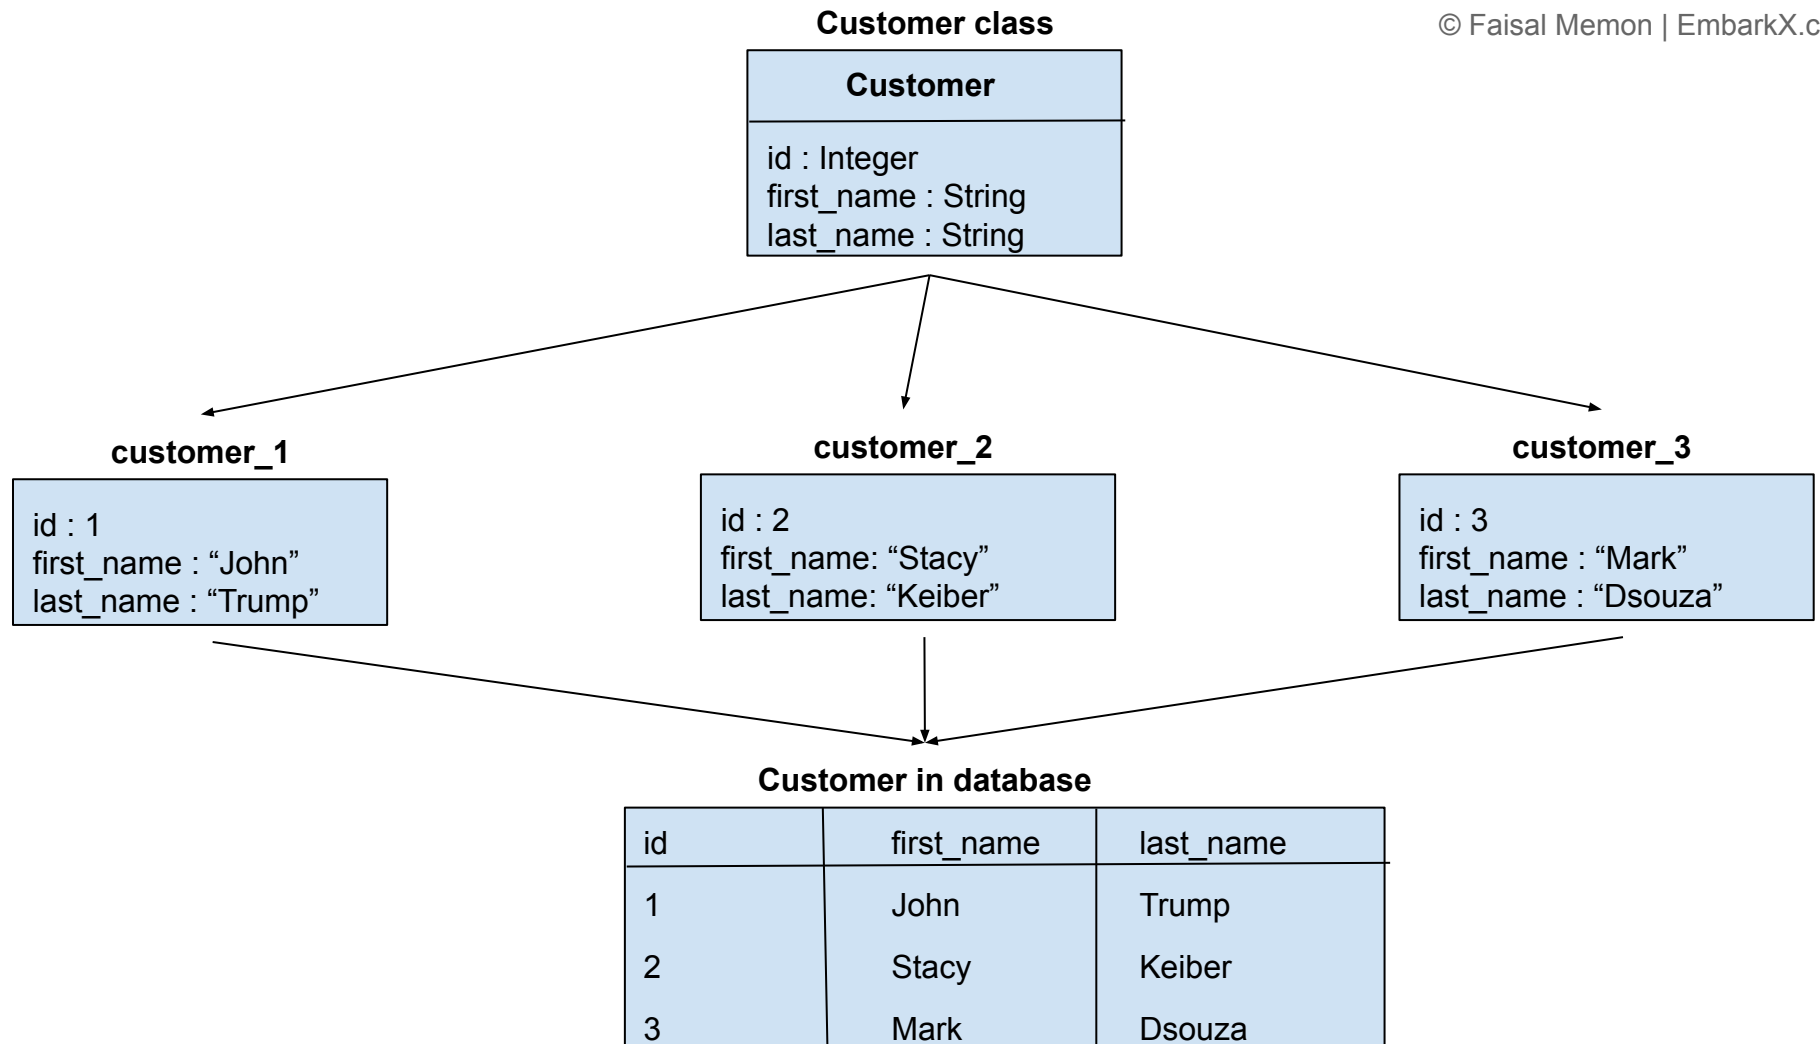 Customer class
© Faisal Memon | EmbarkX.c
Customer
id : Integer
first_name : String
last_name : String
customer_1
customer_2
customer_3
id : 1
first_name : “John”
last_name : “Trump”
id : 2
first_name: “Stacy”
last_name: “Keiber”
id : 3
first_name : “Mark”
last_name : “Dsouza”
Customer in database
id first_name last_name
1 John Trump
2 Stacy Keiber
3 Mark Dsouza